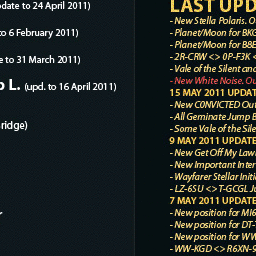 date to 24 April 2011)
to 6 February 2011)
e to 31 March 2011)
L. (upd. to 16 April 2011)
ridge)
LAST UPD
- New Stella Polaris. O
- Planet/Moon for BKG
- Planet/Moon for B8E
- 2R-CRW <> 0P-F3K <
- Vale of the Silent and
- New White Noise. Ou
15 MAY 2011 UPDAT
- New C0NVICTED Out
- All Geminate Jump B
- Some Vale of the Sile
9 MAY 2011 UPDATE
- New Get Off My Law
- New Important Inter
- Wayfarer Stellar Initi
- LZ-6SU <> T-GCGL Ju
7 MAY 2011 UPDATE
- New position for MI6
- New position for DT-
- New position for WW
- WW-KGD <> R6XN-9